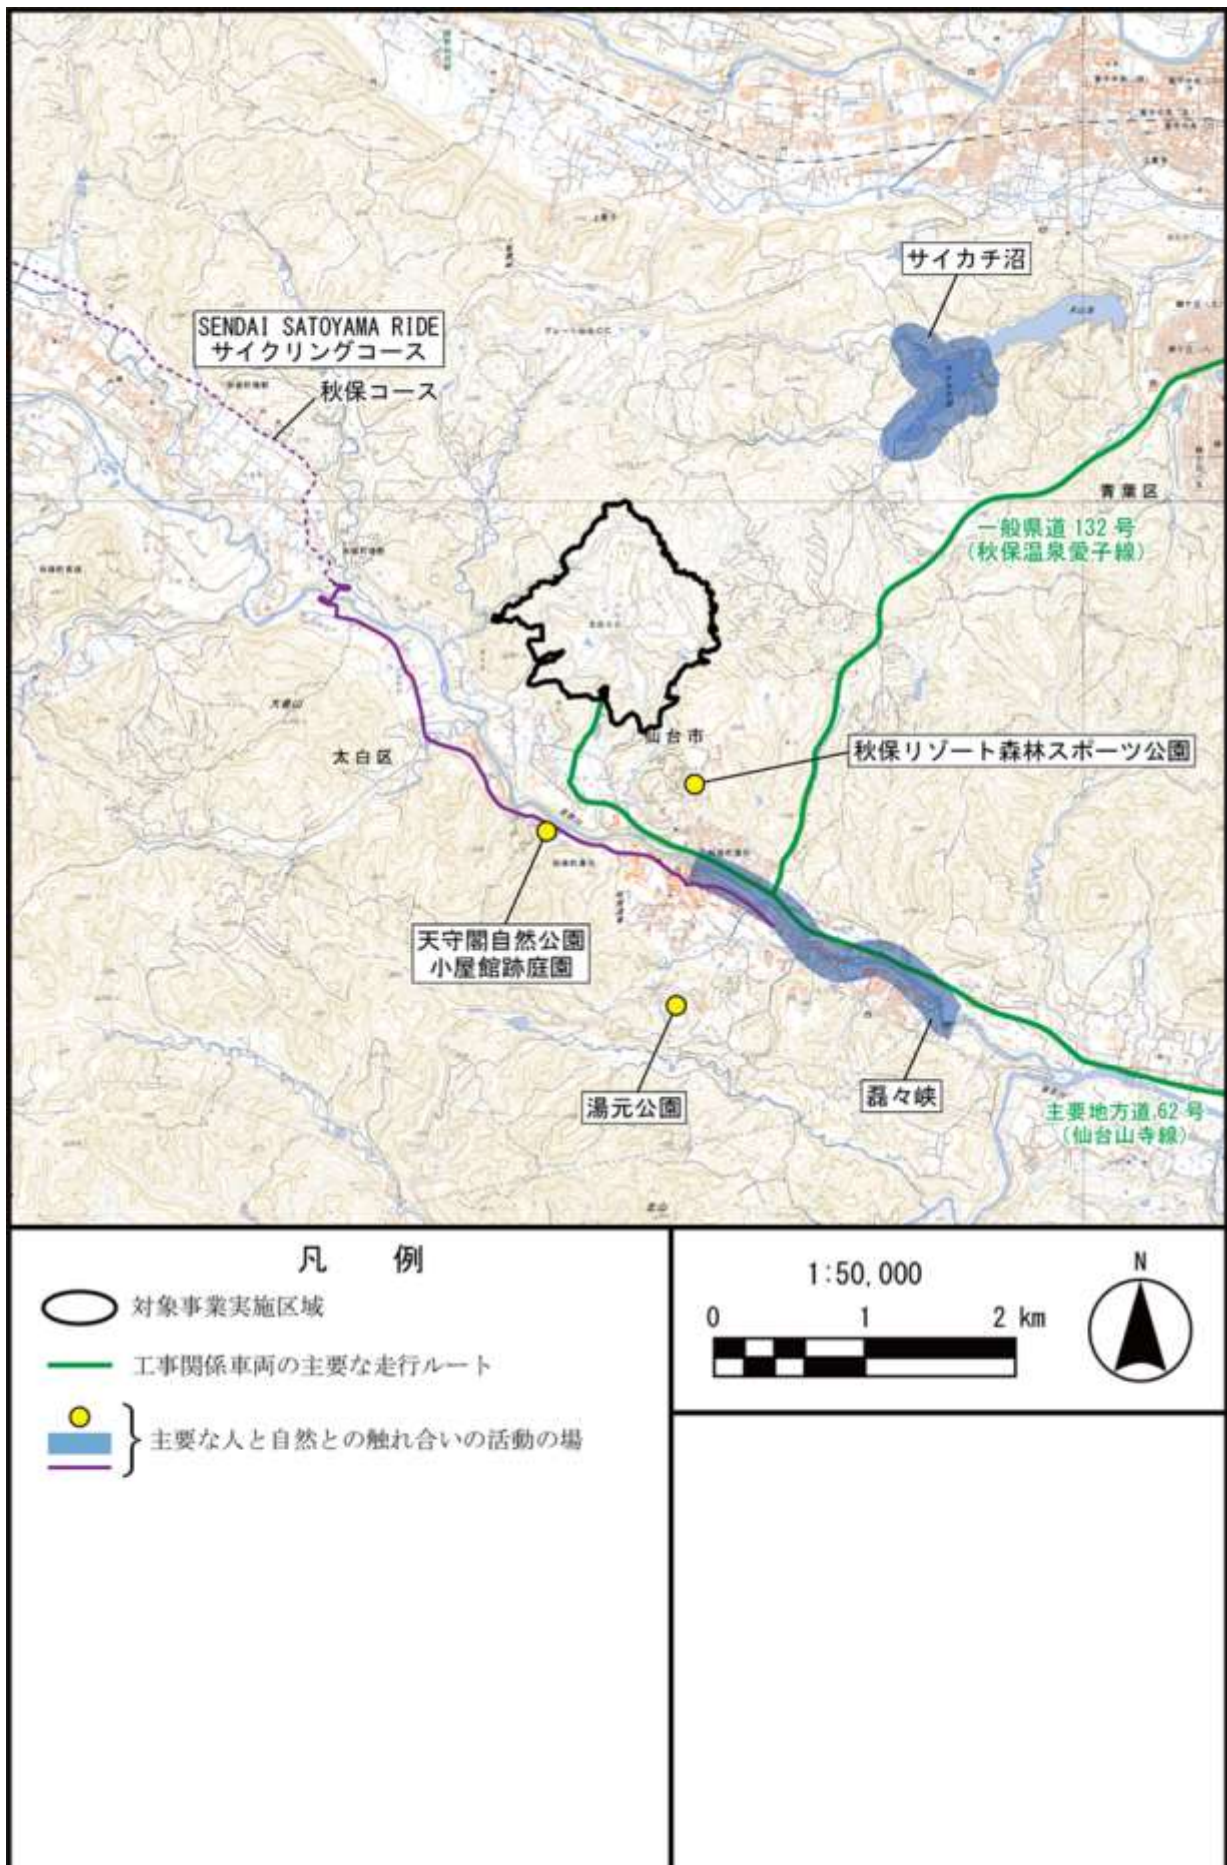 サイカチ沼
SENDAI SATOYAMA RIDE
サイクリングコース
秋保コース
青葉区
一般県道 132 号
(秋保温泉愛子線)
仙台市
太白区
秋保リゾート森林スポーツ公園
天守閣自然公園
小屋館跡庭園
湯元公園
磊々峡
主要地方道 62 号
(仙台山寺線)
凡 例
対象事業実施区域
工事関係車両の主要な走行ルート
主要な人と自然との触れ合いの活動の場
1:50,000
0 1 2 km
N